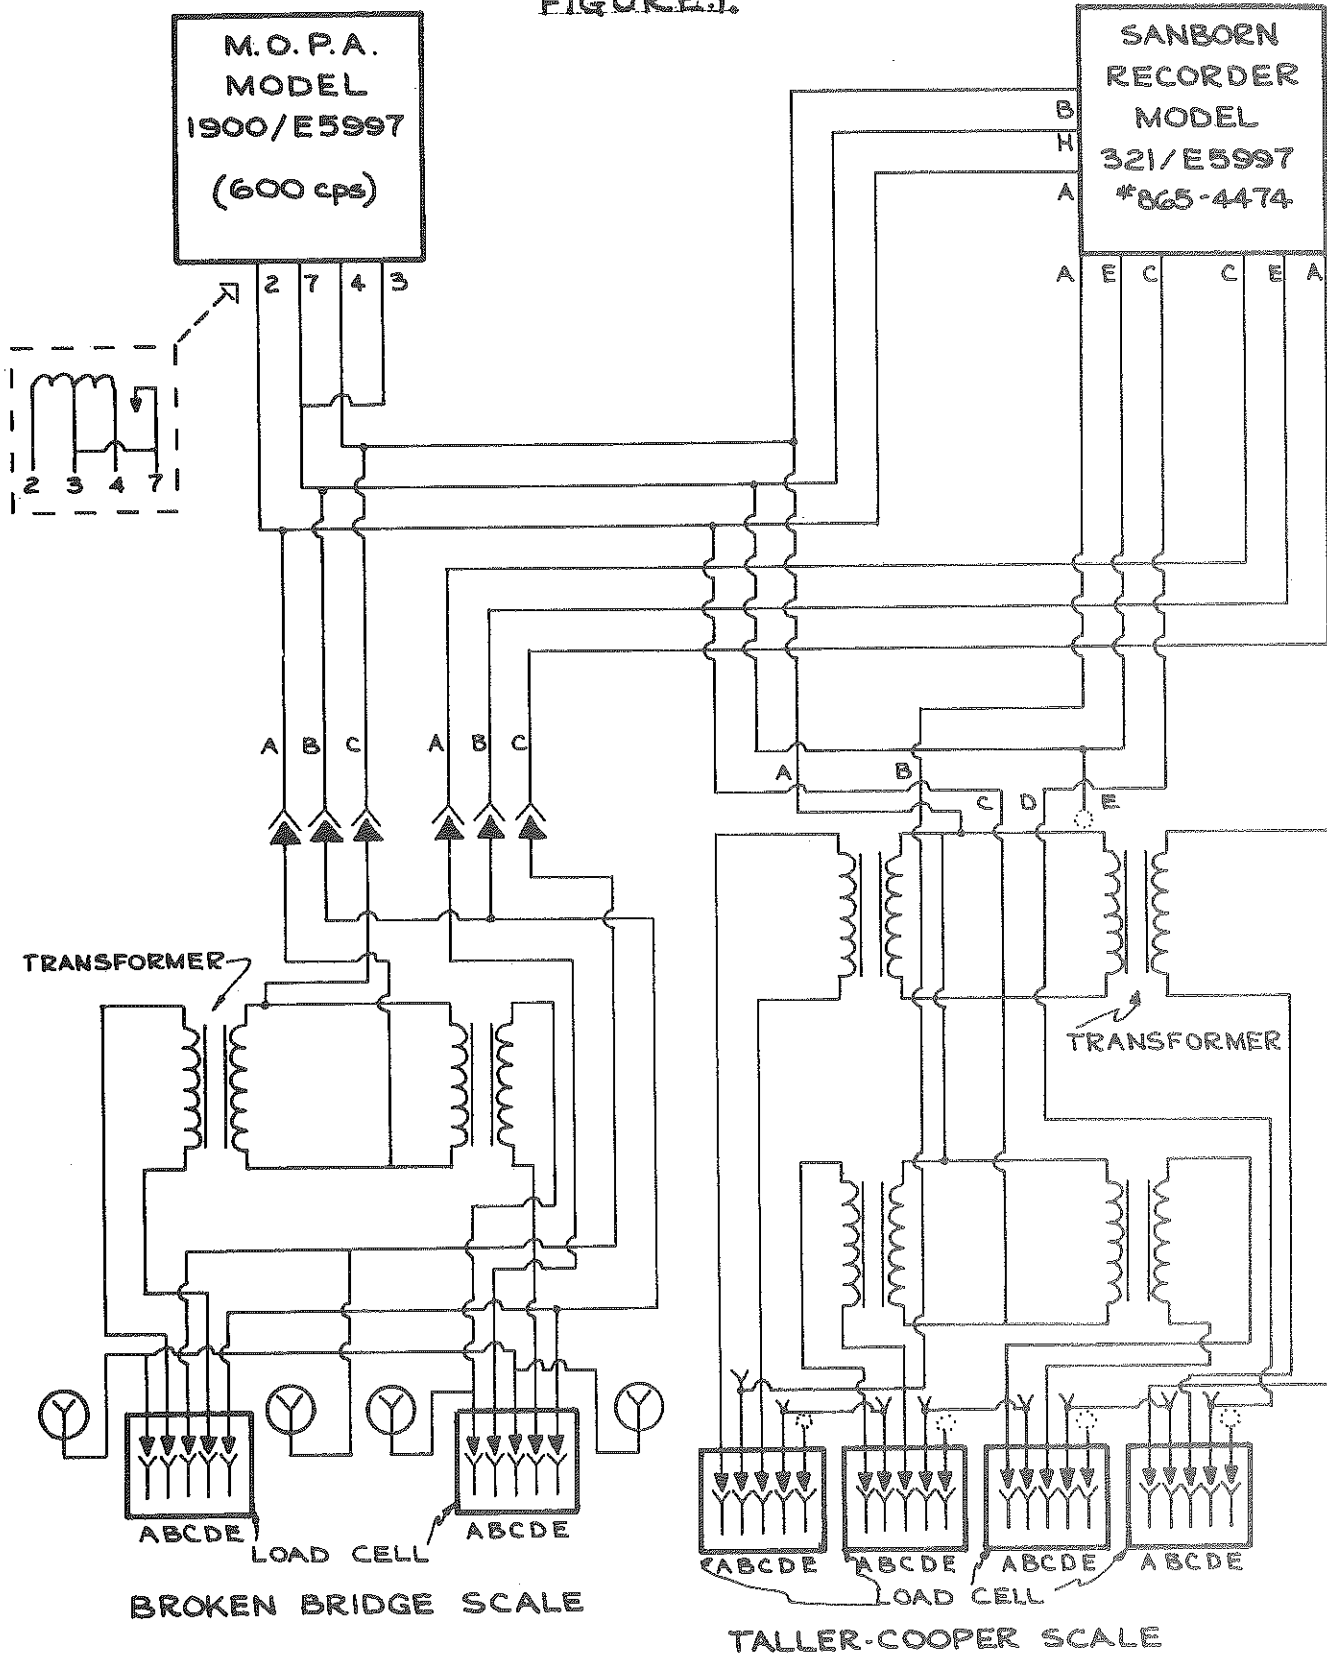 FIGURE.I.
M.O.P.A.
MODEL
1900/E5997
(600 cps)
SANBORN
RECORDER
MODEL
321/E5997
#865-4474
B
H
A
2 7 4 3
A E C C E A
2 3 4 7
A B C A B C
A B
C D E
TRANSFORMER
TRANSFORMER
ABCDE
ABCDE
ABCDE
ABCDE
ABCDE
ABCDE
LOAD CELL
LOAD CELL
BROKEN BRIDGE SCALE
TALLER-COOPER SCALE